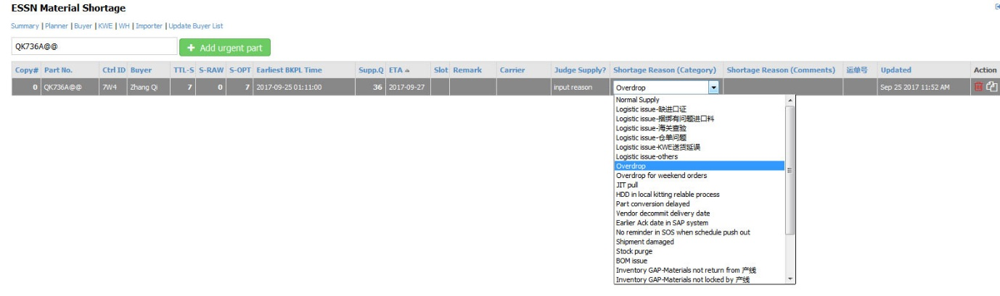 ESSN Material Shortage
Summary | Planner | Buyer | KWE | WH | Importer | Update Buyer List
QK736A@@
+ Add urgent part
Copy# Part No. Ctrl ID Buyer TTL-S S-RAW S-OPT Earliest BKPL Time Supp.Q ETA Slot Remark Carrier Judge Supply? Shortage Reason (Category) Shortage Reason (Comments) 运单号 Updated Action
0 QK736A@@ 7W4 Zhang Qi 7 0 7 2017-09-25 01:11:00 36 2017-09-27 input reason Overdrop Sep 25 2017 11:52 AM
Normal Supply
Logistic issue-缺进口证
Logistic issue-捆绑有问题进口料
Logistic issue-海关查验
Logistic issue-仓单问题
Logistic issue-KWE送货延误
Logistic issue-others
Overdrop
Overdrop for weekend orders
JIT pull
HDD in local kitting relable process
Part conversion delayed
Vendor decommit delivery date
Earlier Ack date in SAP system
No reminder in SOS when schedule push out
Shipment damaged
Stock purge
BOM issue
Inventory GAP-Materials not return from 产线
Inventory GAP-Materials not locked by 产线